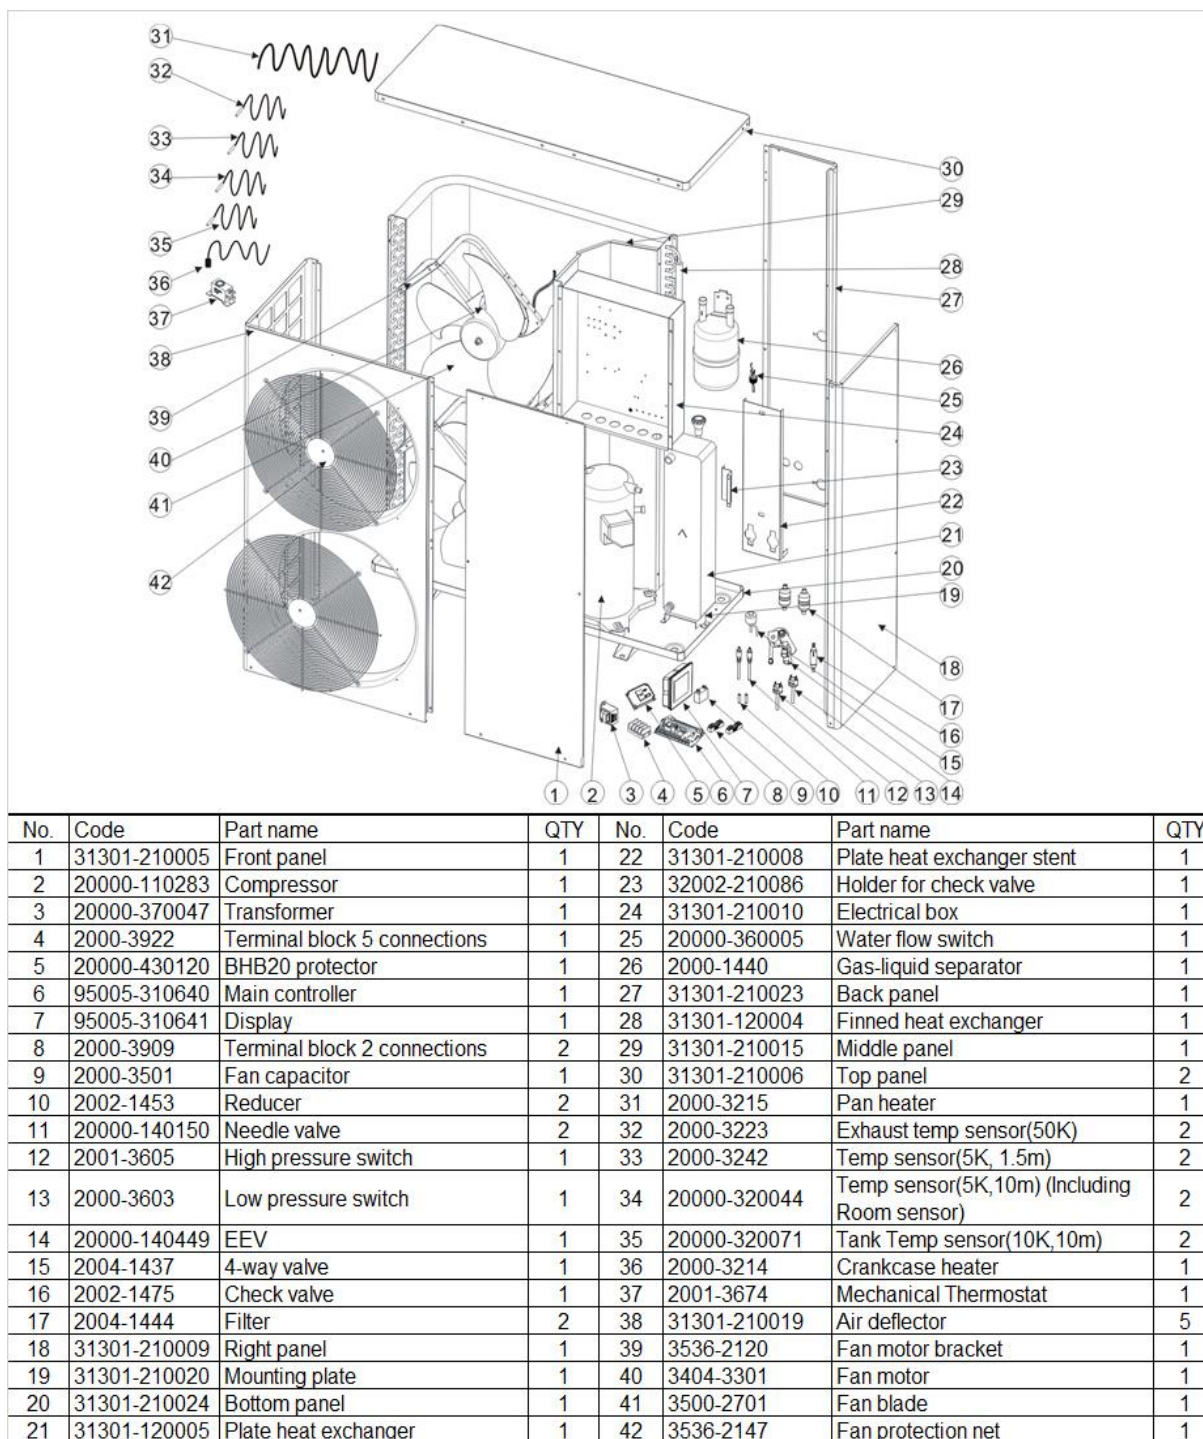 31
32
33
34
35
36
37
38
39
40
41
42
30
29
28
27
26
25
24
23
22
21
20
19
18
17
16
15
1 2 3 4 5 6 7 8 9 10 11 12 13 14
No. Code Part name QTY No. Code Part name QTY
1 31301-210005 Front panel 1 22 31301-210008 Plate heat exchanger stent 1
2 20000-110283 Compressor 1 23 32002-210086 Holder for check valve 1
3 20000-370047 Transformer 1 24 31301-210010 Electrical box 1
4 2000-3922 Terminal block 5 connections 1 25 20000-360005 Water flow switch 1
5 20000-430120 BHB20 protector 1 26 2000-1440 Gas-liquid separator 1
6 95005-310640 Main controller 1 27 31301-210023 Back panel 1
7 95005-310641 Display 1 28 31301-120004 Finned heat exchanger 1
8 2000-3909 Terminal block 2 connections 2 29 31301-210015 Middle panel 1
9 2000-3501 Fan capacitor 1 30 31301-210006 Top panel 2
10 2002-1453 Reducer 2 31 2000-3215 Pan heater 1
11 20000-140150 Needle valve 2 32 2000-3223 Exhaust temp sensor(50K) 2
12 2001-3605 High pressure switch 1 33 2000-3242 Temp sensor(5K, 1.5m) 2
13 2000-3603 Low pressure switch 1 34 20000-320044 Temp sensor(5K,10m) (Including
Room sensor) 2
14 20000-140449 EEV 1 35 20000-320071 Tank Temp sensor(10K,10m) 2
15 2004-1437 4-way valve 1 36 2000-3214 Crankcase heater 1
16 2002-1475 Check valve 1 37 2001-3674 Mechanical Thermostat 1
17 2004-1444 Filter 2 38 31301-210019 Air deflector 5
18 31301-210009 Right panel 1 39 3536-2120 Fan motor bracket 1
19 31301-210020 Mounting plate 1 40 3404-3301 Fan motor 1
20 31301-210024 Bottom panel 1 41 3500-2701 Fan blade 1
21 31301-120005 Plate heat exchanger 1 42 3536-2147 Fan protection net 1